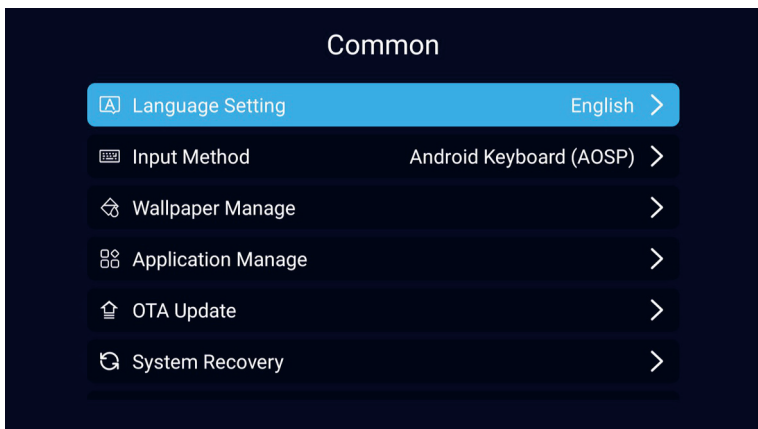 Common
Language Setting English
Input Method Android Keyboard (AOSP)
Wallpaper Manage
Application Manage
OTA Update
System Recovery